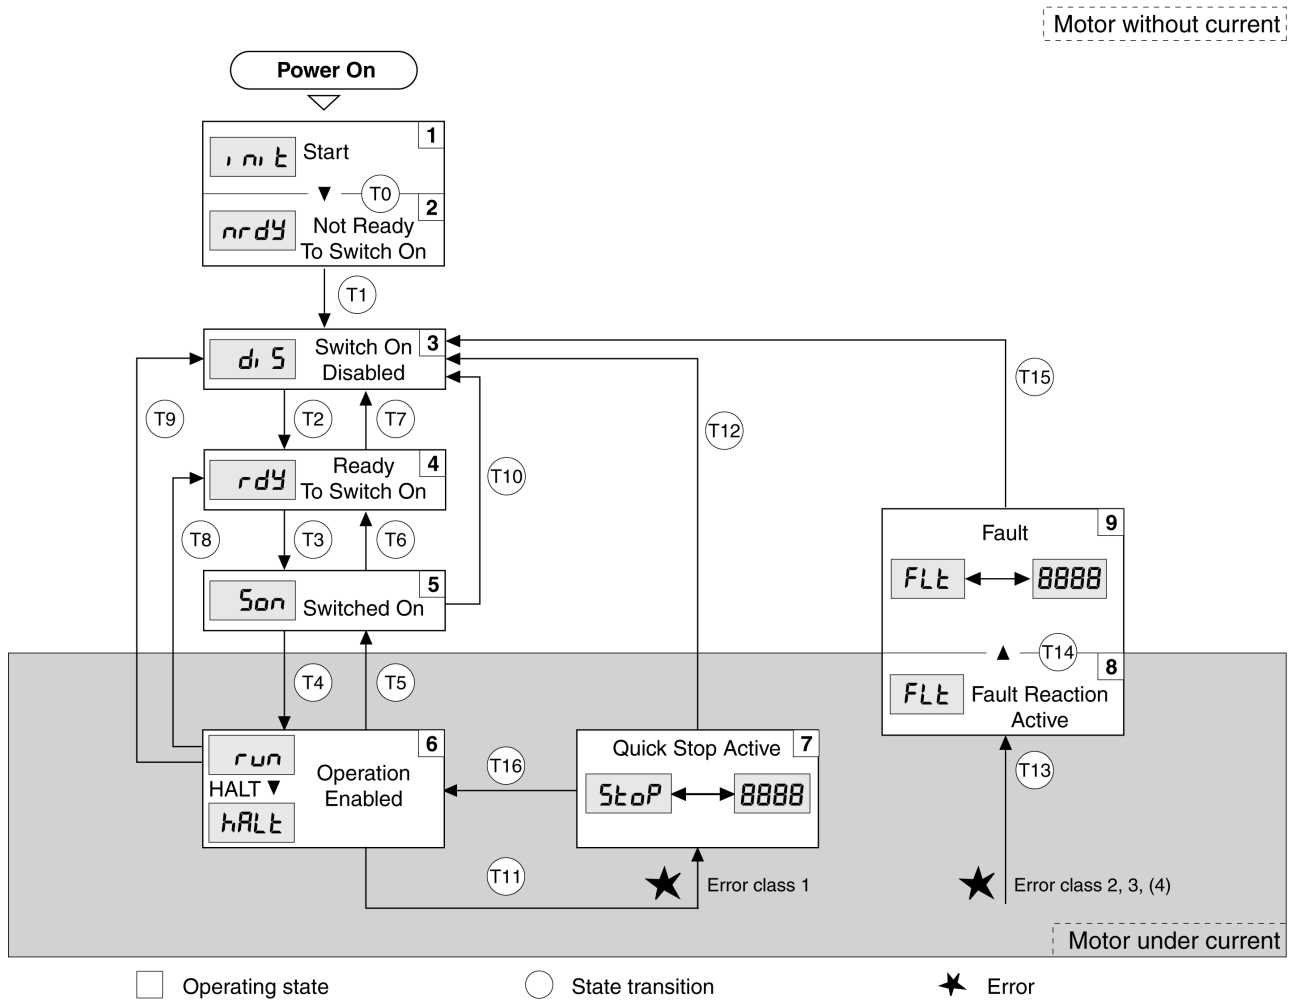 Motor without current
Power On
1
init
Start
T0
2
nrdy
Not Ready
To Switch On
T1
3
diS
Switch On
Disabled
T15
T9
T2
T7
T12
4
rdy
Ready
To Switch On
T10
T8
T3
T6
9
Fault
FLt
8888
5
Son
Switched On
T14
8
FLt
Fault Reaction
Active
T4
T5
6
run
HALT
hALt
Operation
Enabled
T16
7
Quick Stop Active
StoP
8888
T13
T11
Error class 1
Error class 2, 3, (4)
Motor under current
Operating state
State transition
Error